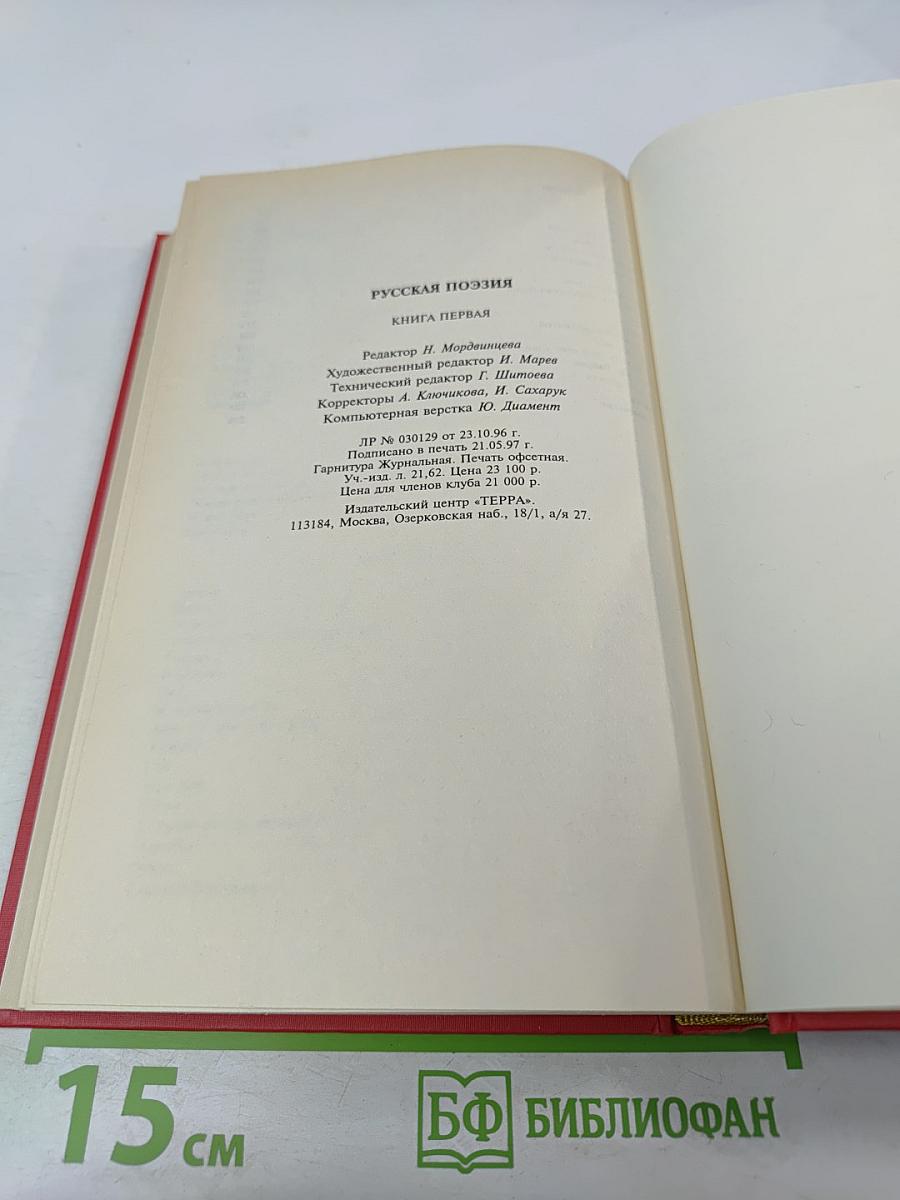 РУССКАЯ ПОЭЗИЯ
КНИГА ПЕРВАЯ
Редактор Н. Мордвинцева
Художественный редактор И. Марев
Технический редактор Г. Шитоева
Корректоры А. Ключикова, И. Сахарук
Компьютерная верстка Ю. Диамент
ЛР № 030129 от 23.10.96 г.
Подписано в печать 21.05.97 г.
Гарнитура Журнальная. Печать офсетная.
Уч.-изд. л. 21,62. Цена 23 100 р.
Цена для членов клуба 21 000 р.
Издательский центр «ТЕРРА».
113184, Москва, Озерковская наб., 18/1, а/я 27.
15 см
БФ БИБЛИОФАН